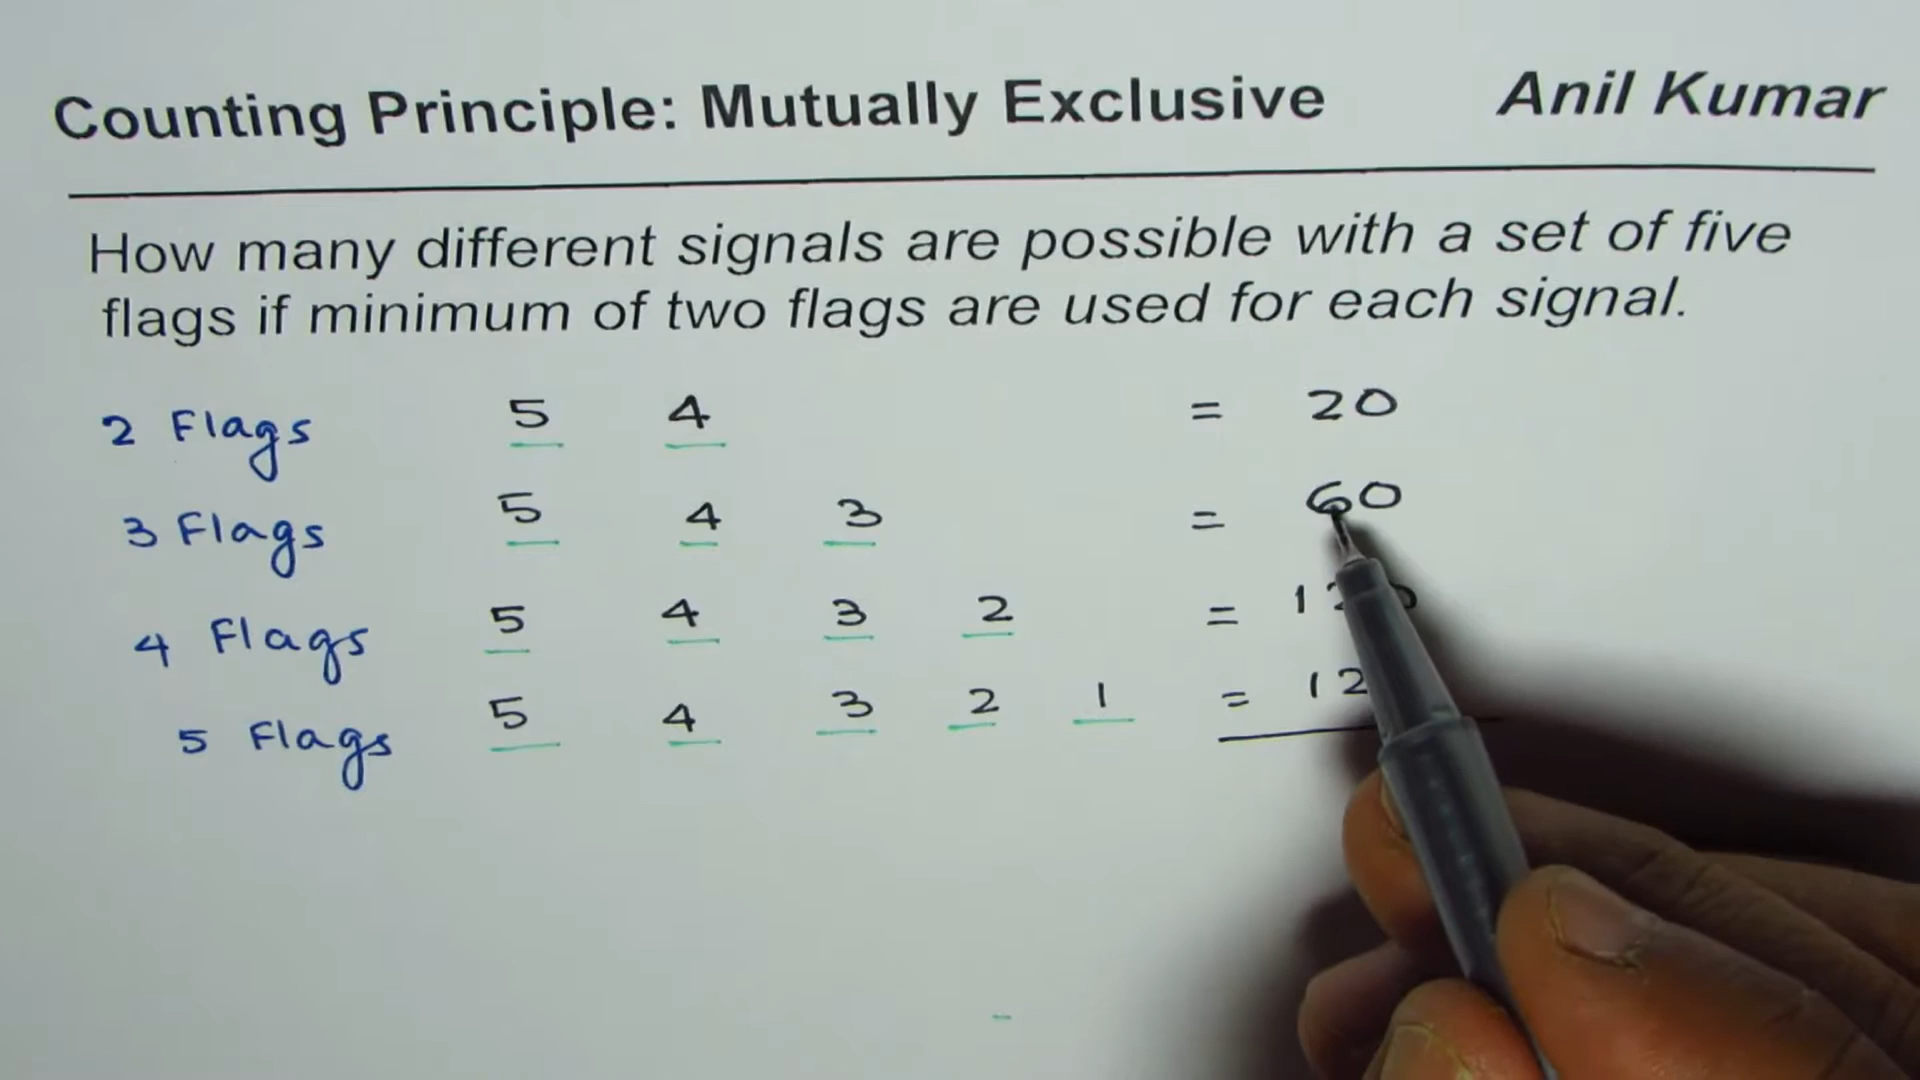 Counting Principle: Mutually Exclusive Anil Kumar
How many different signals are possible with a set of five
flags if minimum of two flags are used for each signal.
2 Flags 5 4 = 20
3 Flags 5 4 3 = 60
4 Flags 5 4 3 2 =
5 Flags 5 4 3 2 1 =